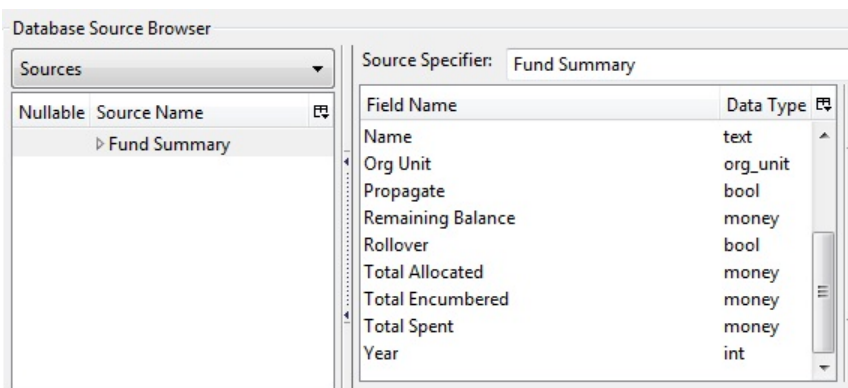 Database Source Browser
Sources
Nullable Source Name
Fund Summary
Source Specifier: Fund Summary
Field Name Data Type
Name text
Org Unit org_unit
Propagate bool
Remaining Balance money
Rollover bool
Total Allocated money
Total Encumbered money
Total Spent money
Year int